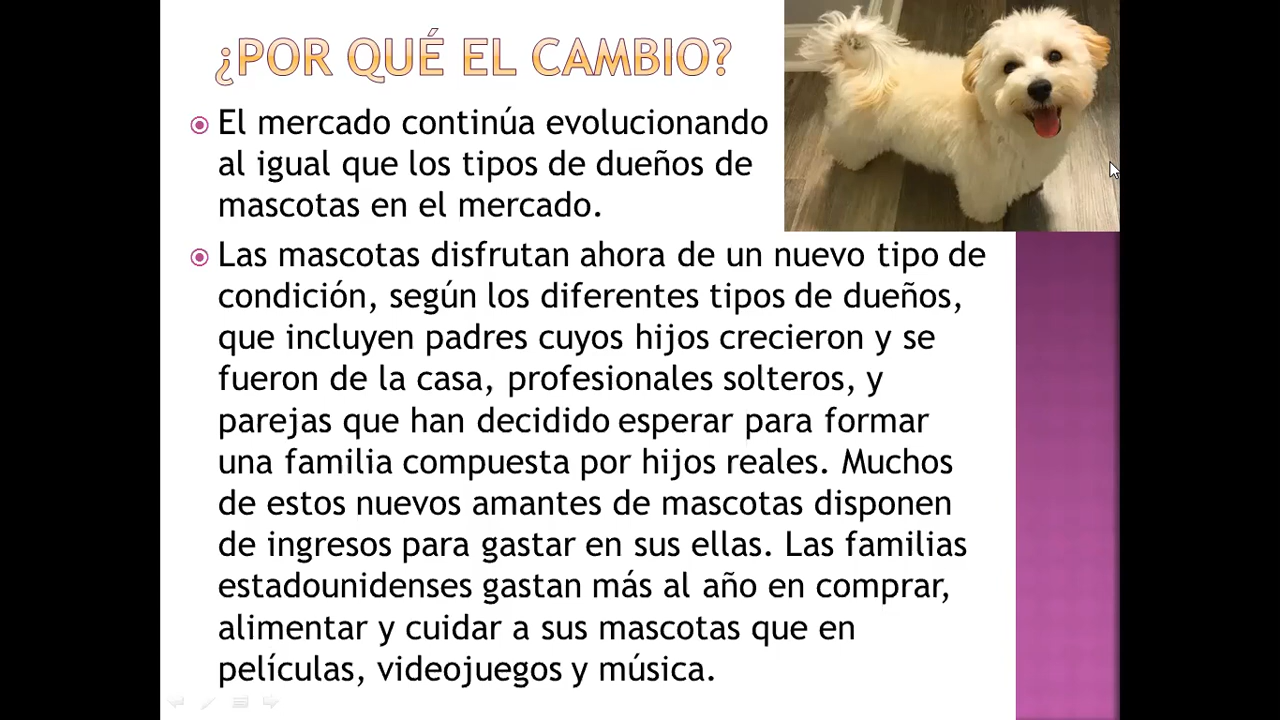 ¿POR QUÉ EL CAMBIO?
El mercado continúa evolucionando
al igual que los tipos de dueños de
mascotas en el mercado.
Las mascotas disfrutan ahora de un nuevo tipo de
condición, según los diferentes tipos de dueños,
que incluyen padres cuyos hijos crecieron y se
fueron de la casa, profesionales solteros, y
parejas que han decidido esperar para formar
una familia compuesta por hijos reales. Muchos
de estos nuevos amantes de mascotas disponen
de ingresos para gastar en sus ellas. Las familias
estadounidenses gastan más al año en comprar,
alimentar y cuidar a sus mascotas que en
películas, videojuegos y música.